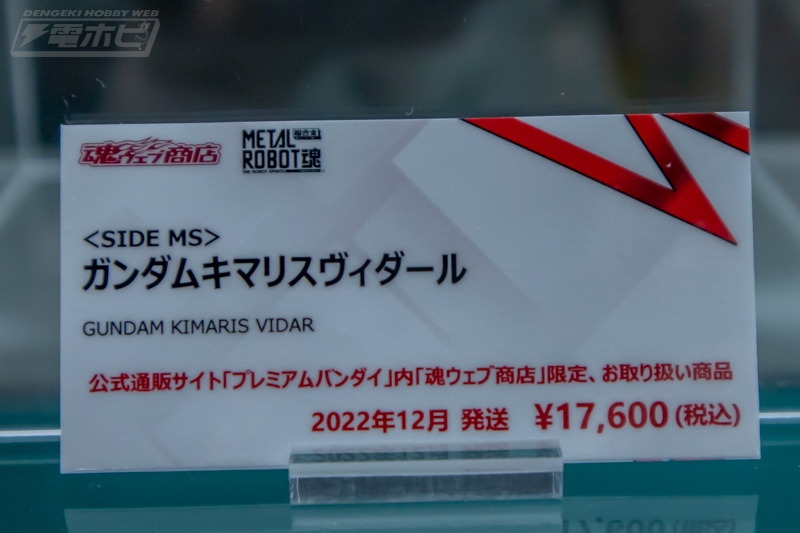 DENGEKI HOBBY WEB
電ホビ
魂ウェブ商店
METAL
ROBOT魂
<SIDE MS>
ガンダムキマリスヴィダール
GUNDAM KIMARIS VIDAR
公式通販サイト「プレミアムバンダイ」内「魂ウェブ商店」限定、お取り扱い商品
2022年12月 発送 ¥17,600(税込)